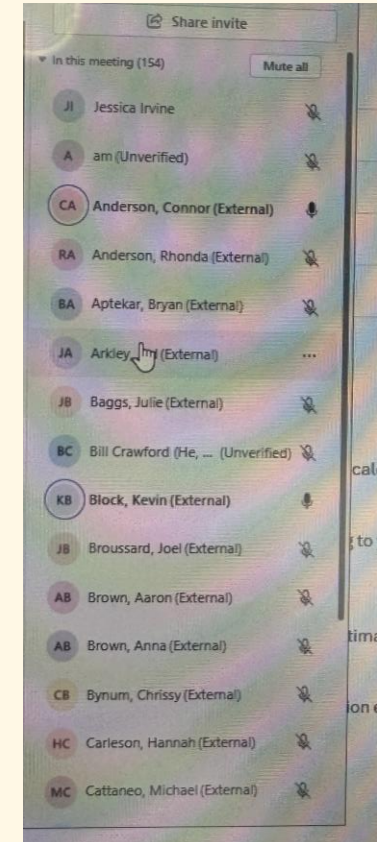 Share invite
In this meeting (154)
Mute all
JI Jessica Irvine
A am (Unverified)
CA Anderson, Connor (External)
RA Anderson, Rhonda (External)
BA Aptekar, Bryan (External)
JA Arkley, (External)
JB Baggs, Julie (External)
BC Bill Crawford (He, ... (Unverified)
KB Block, Kevin (External)
JB Broussard, Joel (External)
AB Brown, Aaron (External)
AB Brown, Anna (External)
CB Bynum, Chrissy (External)
HC Carleson, Hannah (External)
MC Cattaneo, Michael (External)
to